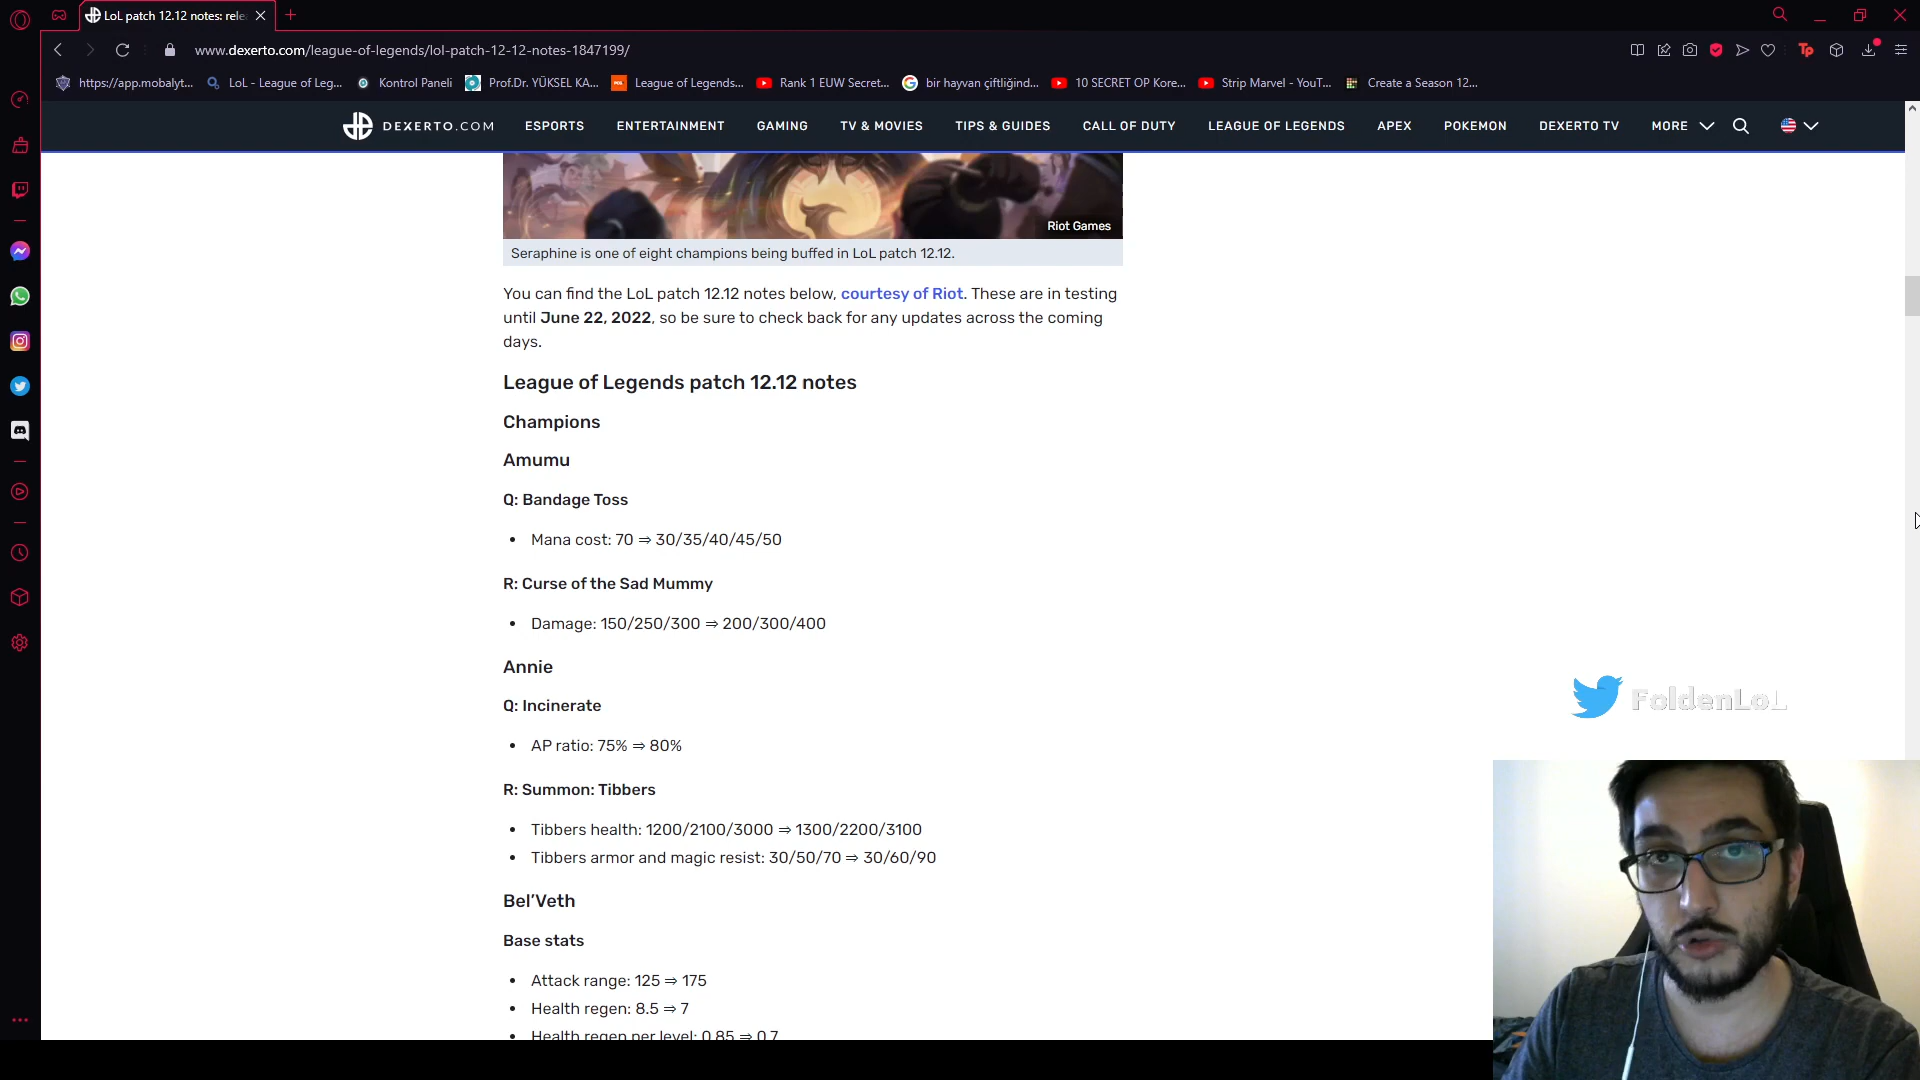 LoL patch 12.12 notes: rele
www.dexerto.com/league-of-legends/lol-patch-12-12-notes-1847199/
https://app.mobalyt... LoL - League of Leg... Kontrol Paneli Prof.Dr. YÜKSEL KA... League of Legends... Rank 1 EUW Secret... bir hayvan çiftliğind... 10 SECRET OP Kore... Strip Marvel - YouT... Create a Season 12...
DEXERTO.COM ESPORTS ENTERTAINMENT GAMING TV & MOVIES TIPS & GUIDES CALL OF DUTY LEAGUE OF LEGENDS APEX POKEMON DEXERTO TV MORE
Riot Games
Seraphine is one of eight champions being buffed in LoL patch 12.12.
You can find the LoL patch 12.12 notes below, courtesy of Riot. These are in testing
until June 22, 2022, so be sure to check back for any updates across the coming
days.
League of Legends patch 12.12 notes
Champions
Amumu
Q: Bandage Toss
• Mana cost: 70 ⇒ 30/35/40/45/50
R: Curse of the Sad Mummy
• Damage: 150/250/300 ⇒ 200/300/400
Annie
Q: Incinerate
• AP ratio: 75% ⇒ 80%
R: Summon: Tibbers
• Tibbers health: 1200/2100/3000 ⇒ 1300/2200/3100
• Tibbers armor and magic resist: 30/50/70 ⇒ 30/60/90
Bel’Veth
Base stats
• Attack range: 125 ⇒ 175
• Health regen: 8.5 ⇒ 7
• Health regen per level: 0.85 ⇒ 0.7
FoldenLoL